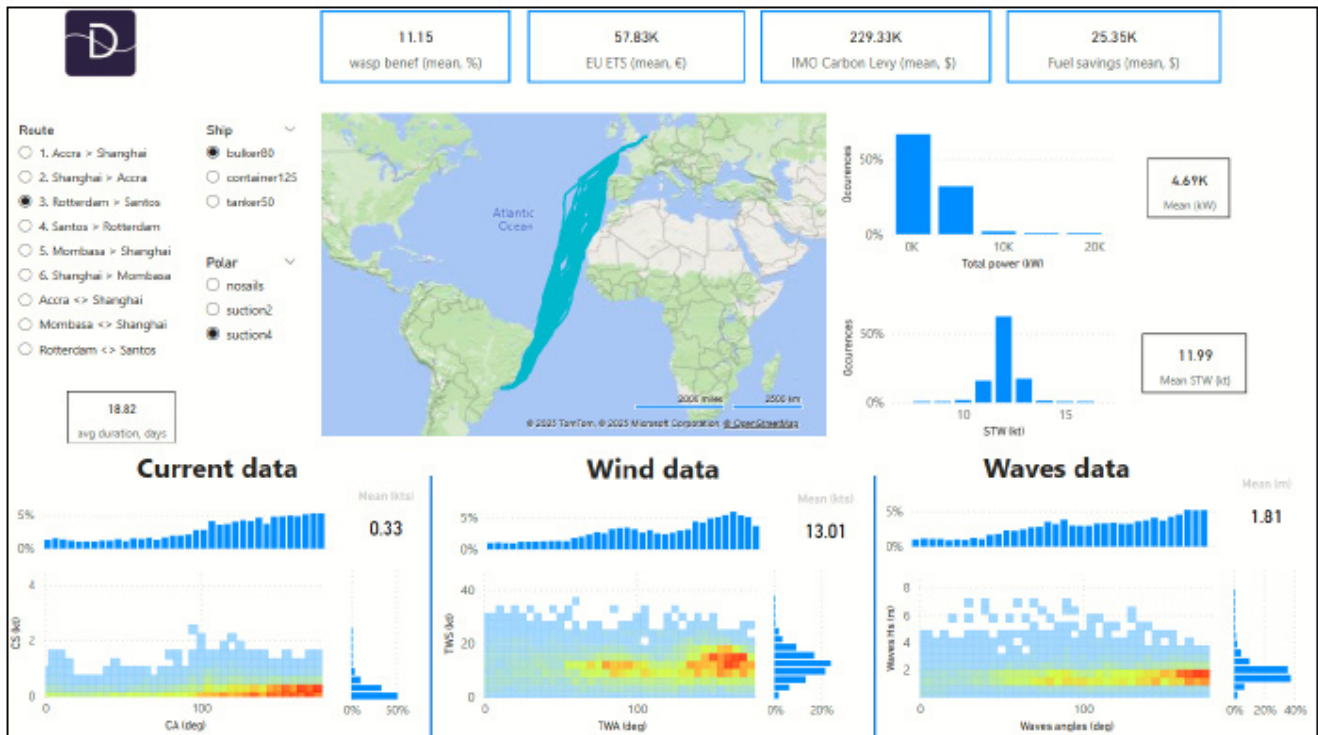 D
11.15
wasp benef (mean, %)
57.83K
EU ETS (mean, €)
229.33K
IMO Carbon Levy (mean, $)
25.35K
Fuel savings (mean, $)
Route
1. Accra > Shanghai
2. Shanghai > Accra
3. Rotterdam > Santos
4. Santos > Rotterdam
5. Mombasa > Shanghai
6. Shanghai > Mombasa
Accra <> Shanghai
Mombasa <> Shanghai
Rotterdam <> Santos
Ship
bulker80
container125
tanker50
Polar
nosails
suction2
suction4
18.82
avg duration, days
Atlantic
Ocean
2000 miles
2500 km
© 2025 TomTom, © 2025 Microsoft Corporation, © OpenStreetMap
Occurences
50%
0%
0K
10K
20K
Total power (kW)
4.69K
Mean (kW)
Occurences
50%
0%
10
15
STW (kt)
11.99
Mean STW (kt)
Current data
Mean (kts)
0.33
5%
0%
CS (kt)
4
2
0
0
100
CA (deg)
0%
50%
Wind data
Mean (kts)
13.01
5%
0%
TWS (kt)
40
20
0
0
100
TWA (deg)
0%
20%
Waves data
Mean (m)
1.81
5%
0%
Waves Hs (m)
8
6
4
2
0
100
Waves angles (deg)
0%
20%
40%